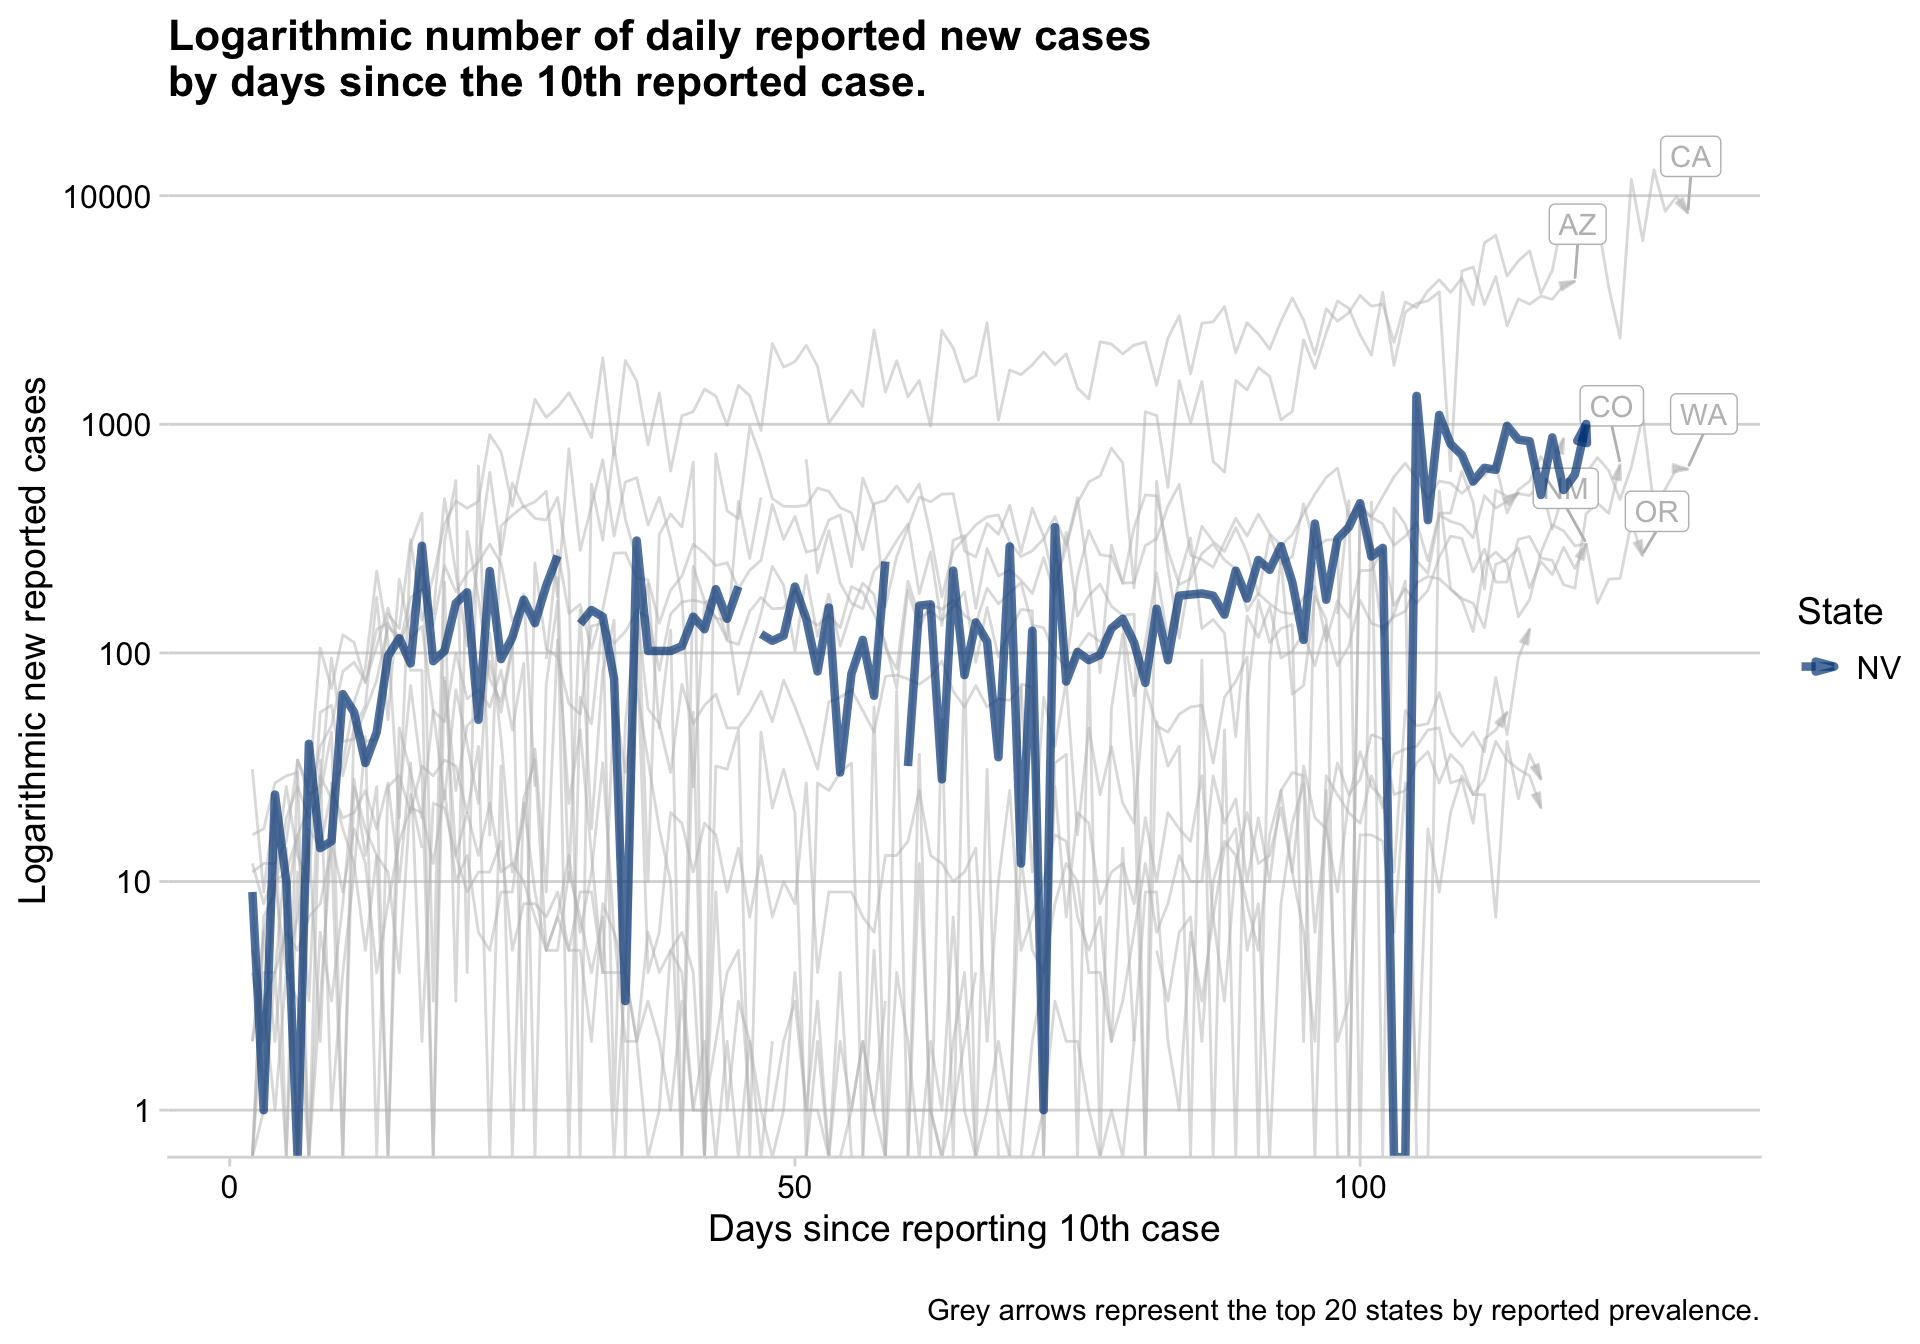 Logarithmic number of daily reported new cases
by days since the 10th reported case.
Logarithmic new reported cases
10000
1000
100
10
1
CA
AZ
CO
WA
NM
OR
State
NV
0
50
100
Days since reporting 10th case
Grey arrows represent the top 20 states by reported prevalence.